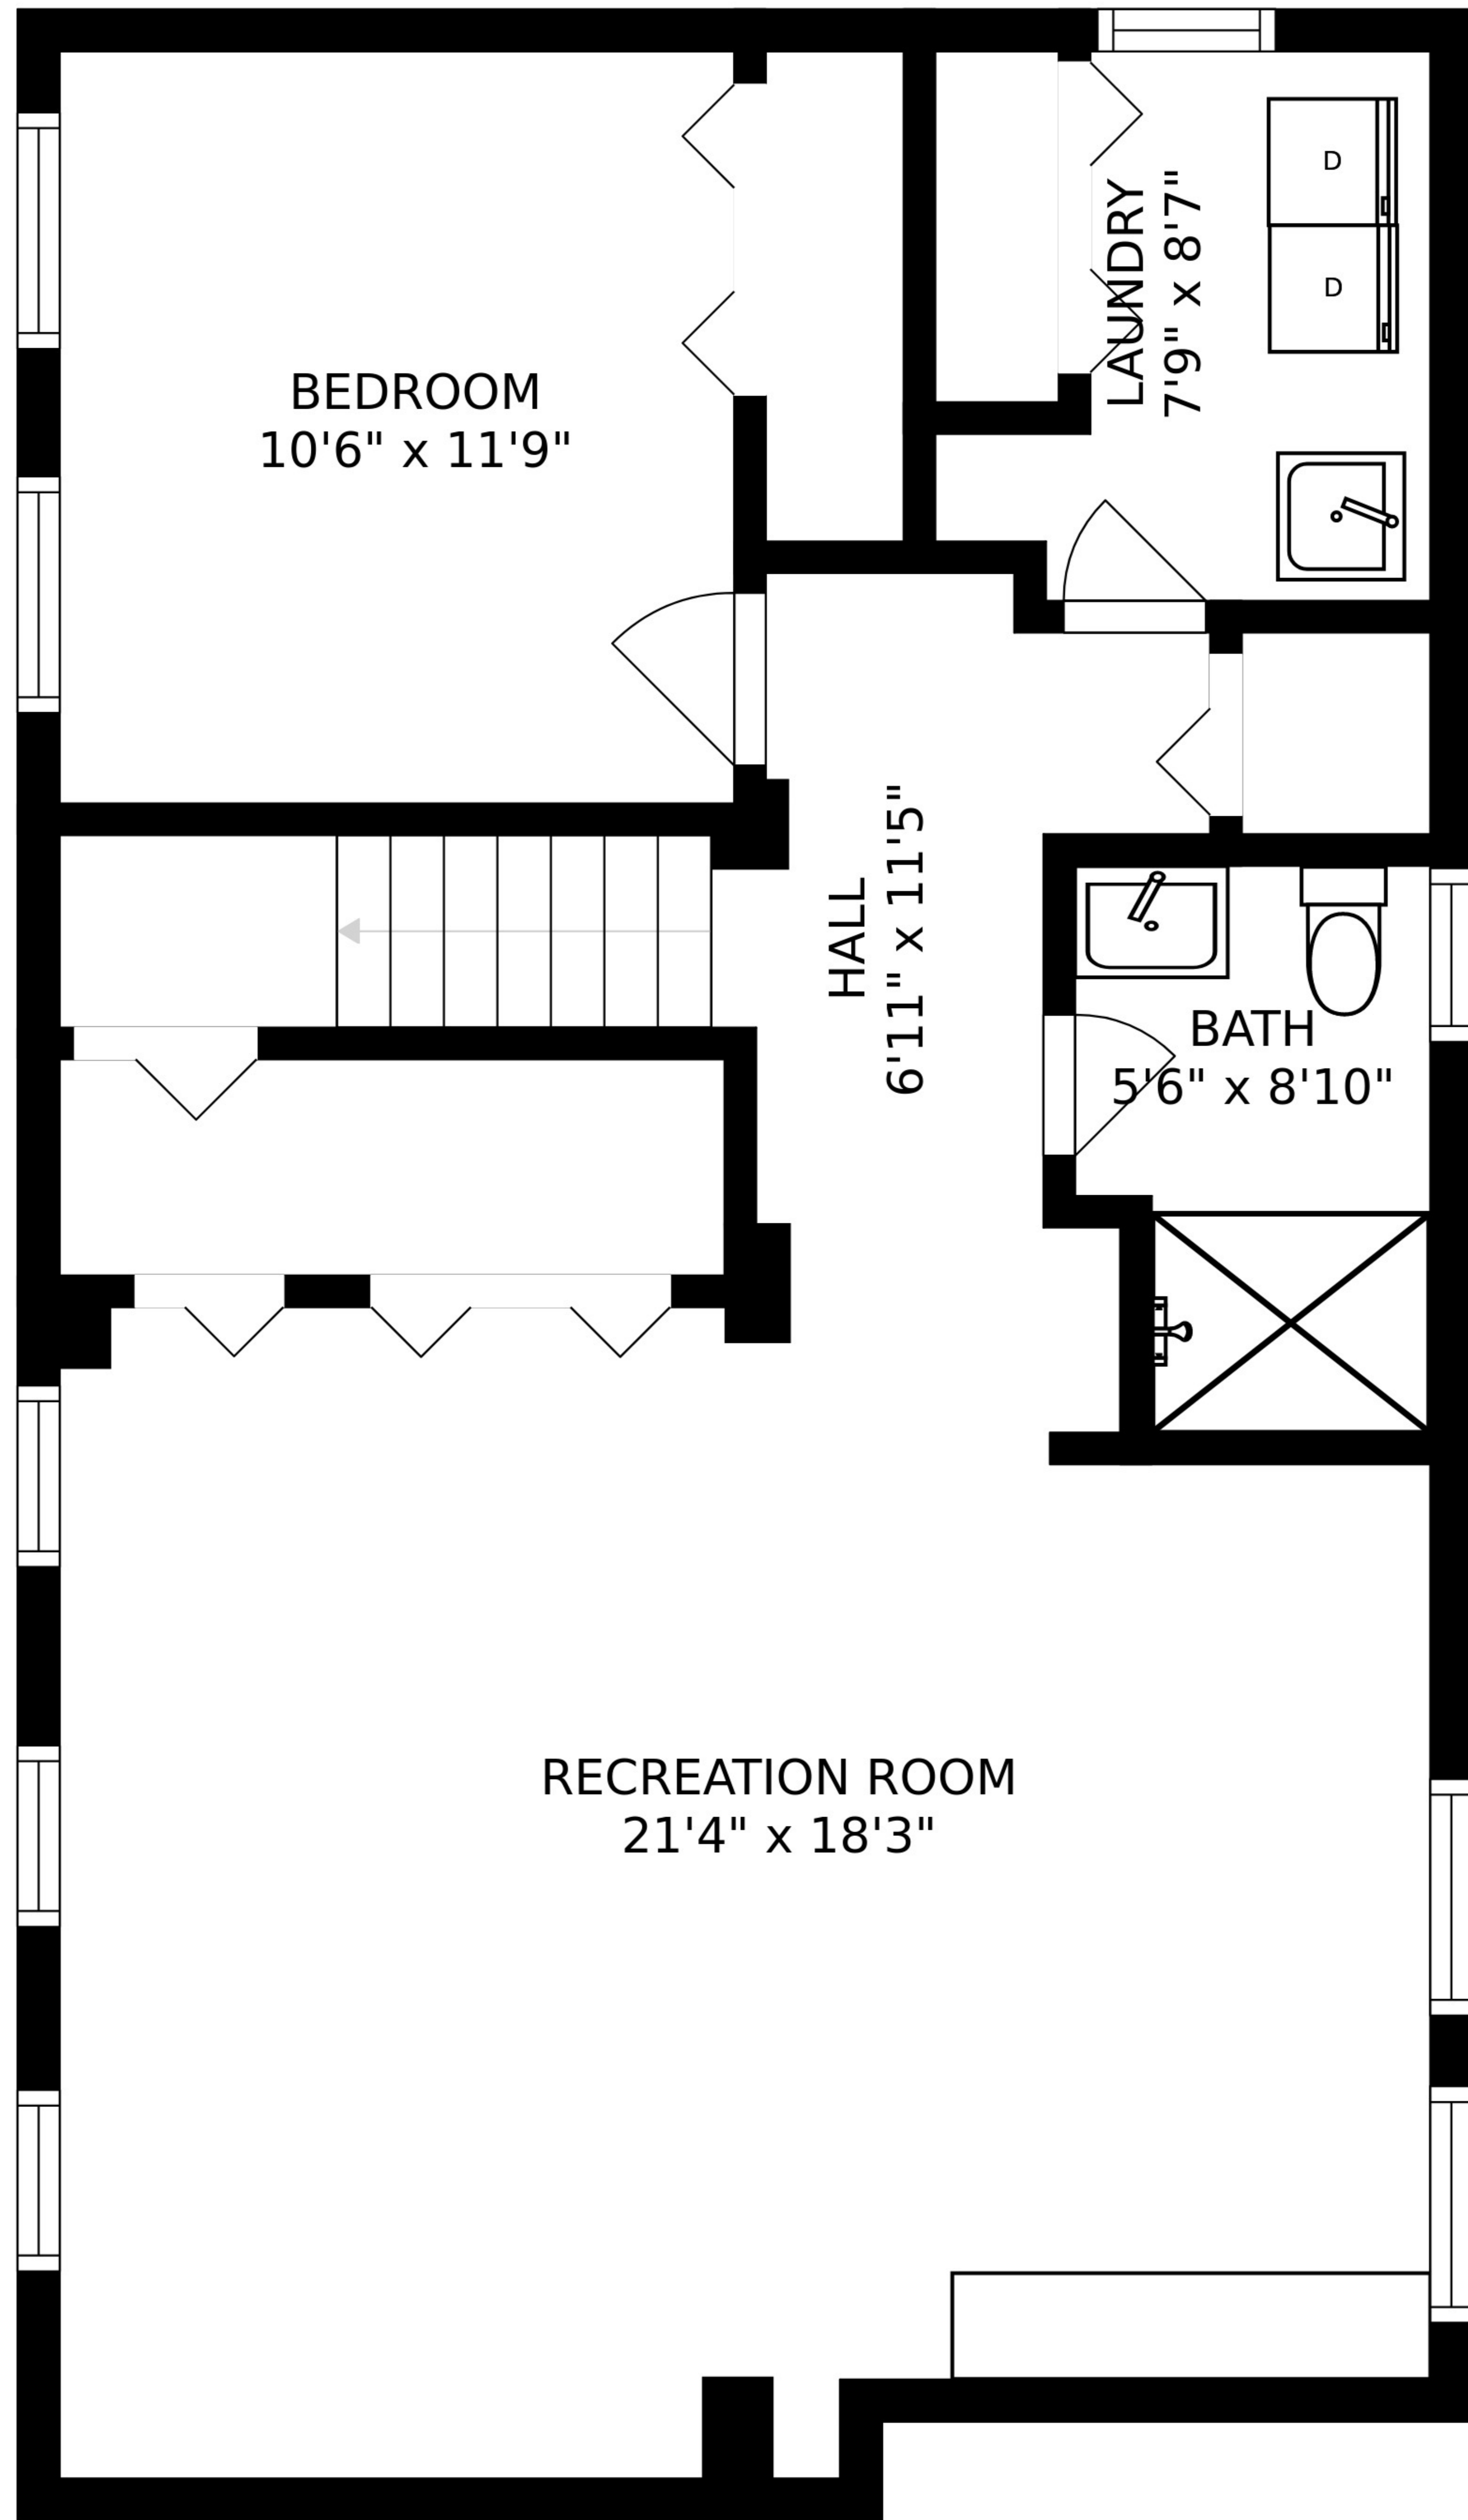 D
LAUNDRY
7'9" x 8'7"
D
BEDROOM
10'6" x 11'9"
HALL
6'11" x 11'5"
BATH
5'6" x 8'10"
RECREATION ROOM
21'4" x 18'3"